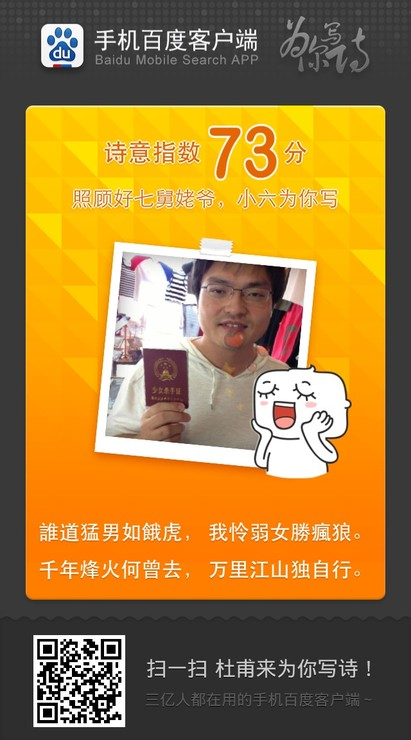 du
手机百度客户端
Baidu Mobile Search APP
为你写诗
诗意指数73分
照顾好七舅姥爷，小六为你写
誰道猛男如餓虎， 我怜弱女勝瘋狼。
千年烽火何曾去， 万里江山独自行。
扫一扫 杜甫来为你写诗！
三亿人都在用的手机百度客户端~